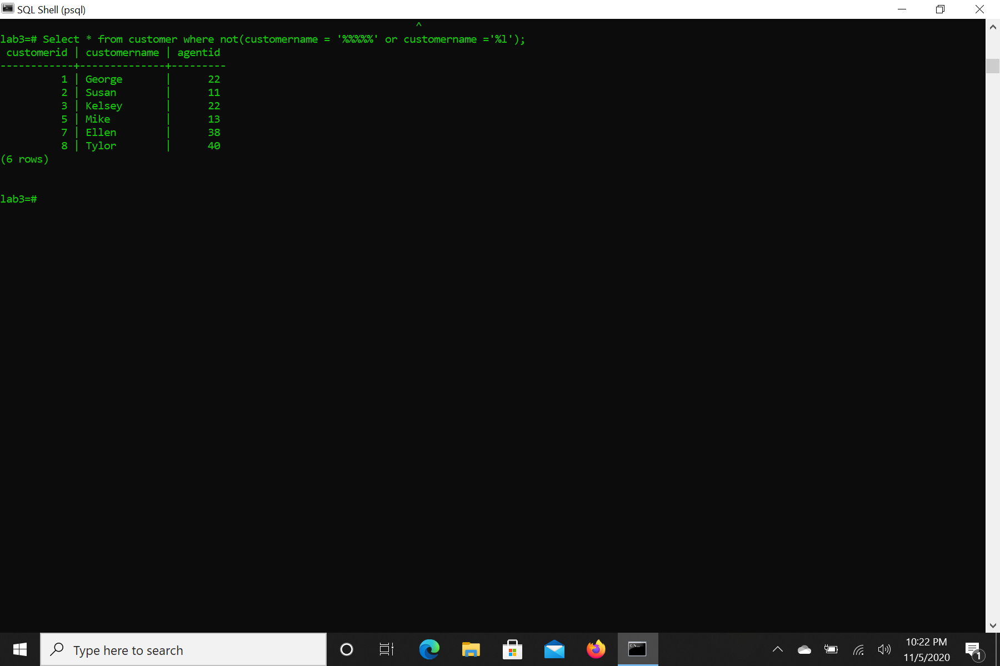 SQL Shell (psql)
^
lab3=# Select * from customer where not(customername = '%%%%%' or customername ='%l');
 customerid | customername | agentid
------------+--------------+---------
          1 | George       |      22
          2 | Susan        |      11
          3 | Kelsey       |      22
          5 | Mike         |      13
          7 | Ellen        |      38
          8 | Tylor        |      40
(6 rows)
lab3=#
Type here to search
10:22 PM
11/5/2020
1